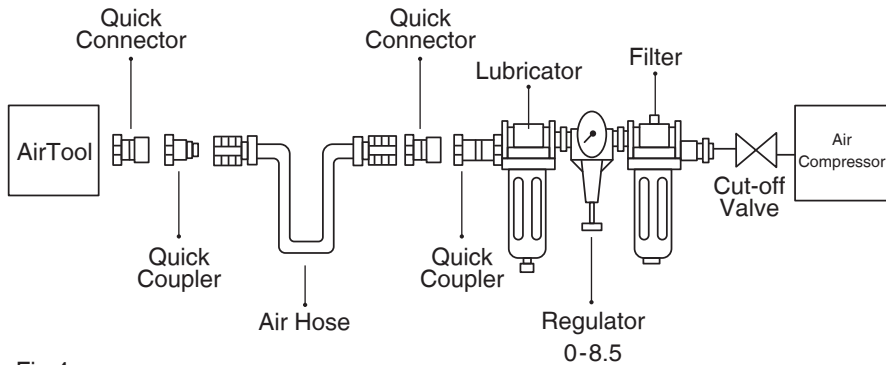 Quick
Connector
Quick
Connector
Lubricator
Filter
AirTool
Air
Compressor
Cut-off
Valve
Quick
Coupler
Quick
Coupler
Air Hose
Regulator
0-8.5